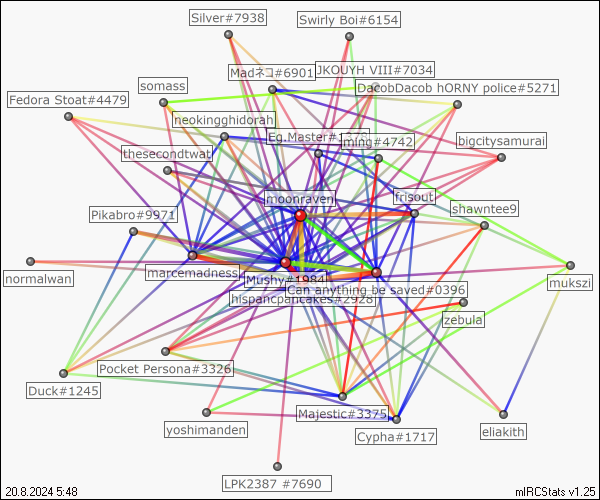 Silver#7938
Swirly Boi#6154
Madネコ#6901
JKOUYH VIII#7034
somass
DacobDacob hORNY police#5271
Fedora Stoat#4479
neokingghidorah
Eg.Master#1
ming#4742
bigcitysamurai
thesecondtwat
moonraven
frisout
shawntee9
Pikabro#9971
normalwan
marcemadness
Mushy#1984
Can anything be saved#0396
mukszi
hispancpancakes#2928
zebula
Pocket Persona#3326
Duck#1245
Majestic#3375
yoshimanden
Cypha#1717
eliakith
LPK2387 #7690
20.8.2024 5:48
mIRCStats v1.25